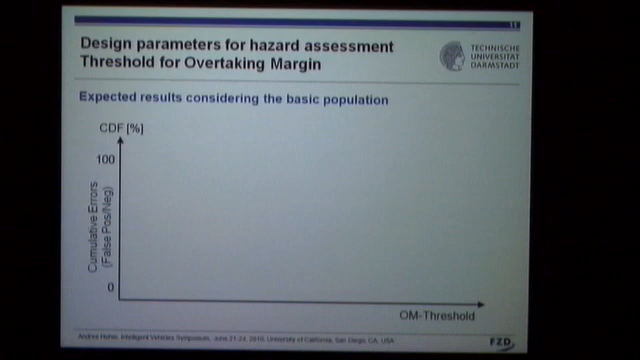 11
Design parameters for hazard assessment
Threshold for Overtaking Margin
TECHNISCHE
UNIVERSITÄT
DARMSTADT
Expected results considering the basic population
CDF [%]
100
Cumulative Errors
(False Pos/Neg)
0
OM-Threshold
Intelligent Vehicles Symposium, June 21-24, 2010, University of California, San Diego, CA, USA
FZD